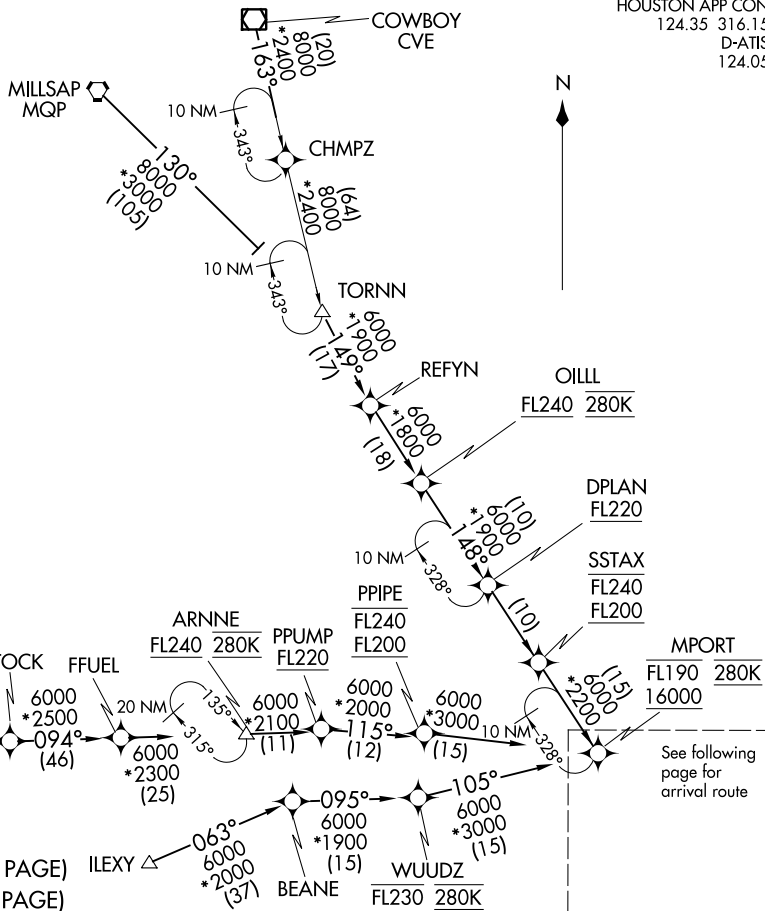 HOUSTON APP CON
124.35 316.15
D-ATIS
124.05
COWBOY
CVE
(20)
8000
*2400
163°
MILLSAP
MQP
10 NM
343°
CHMPZ
130°
8000
*3000
(105)
(64)
8000
*2400
N
10 NM
343°
TORNN
6000
*1900
149°
(17)
REFYN
6000
*1800
(18)
OILLL
FL240 280K
(10)
6000
*1900
148°
DPLAN
FL220
10 NM
328°
SSTAX
FL240
FL200
(10)
PPIPE
FL240
FL200
MPORT
FL190 280K
16000
(15)
6000
*2200
ARNNE
FL240 280K
PPUMP
FL220
TOCK
FFUEL
6000
*2500
094°
(46)
20 NM
135°
315°
6000
*2300
(25)
6000
*2100
(11)
6000
*2000
115°
(12)
6000
*3000
(15)
10 NM
328°
See following
page for
arrival route
105°
6000
*3000
(15)
095°
6000
*1900
(15)
063°
6000
*2000
(37)
PAGE)
PAGE)
ILEXY
BEANE
WUUDZ
FL230 280K